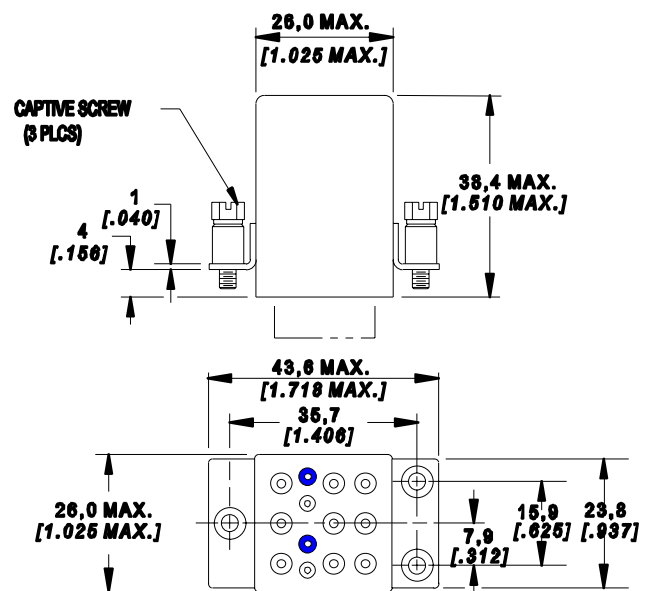 26,0 MAX.
[1.025 MAX.]
CAPTIVE SCREW
(3 PLCS)
38,4 MAX.
[1.510 MAX.]
1
[.040]
4
[.156]
43,6 MAX.
[1.718 MAX.]
35,7
[1.406]
26,0 MAX.
[1.025 MAX.]
15,9
[.625]
23,8
[.937]
7,9
[.312]